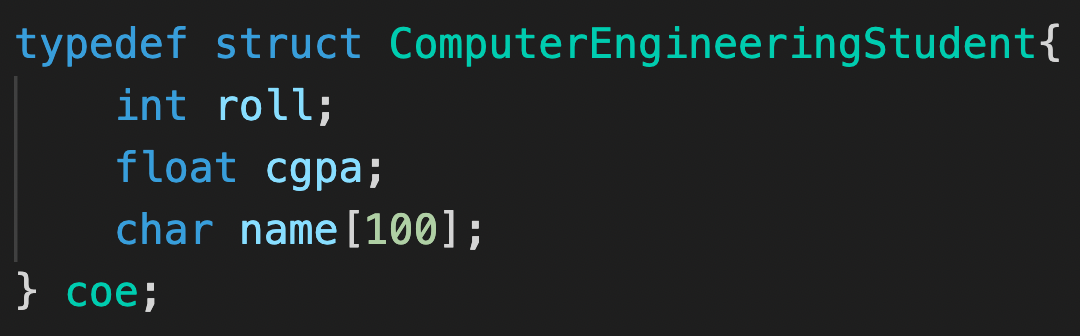 typedef struct ComputerEngineeringStudent{
    int roll;
    float cgpa;
    char name[100];
} coe;